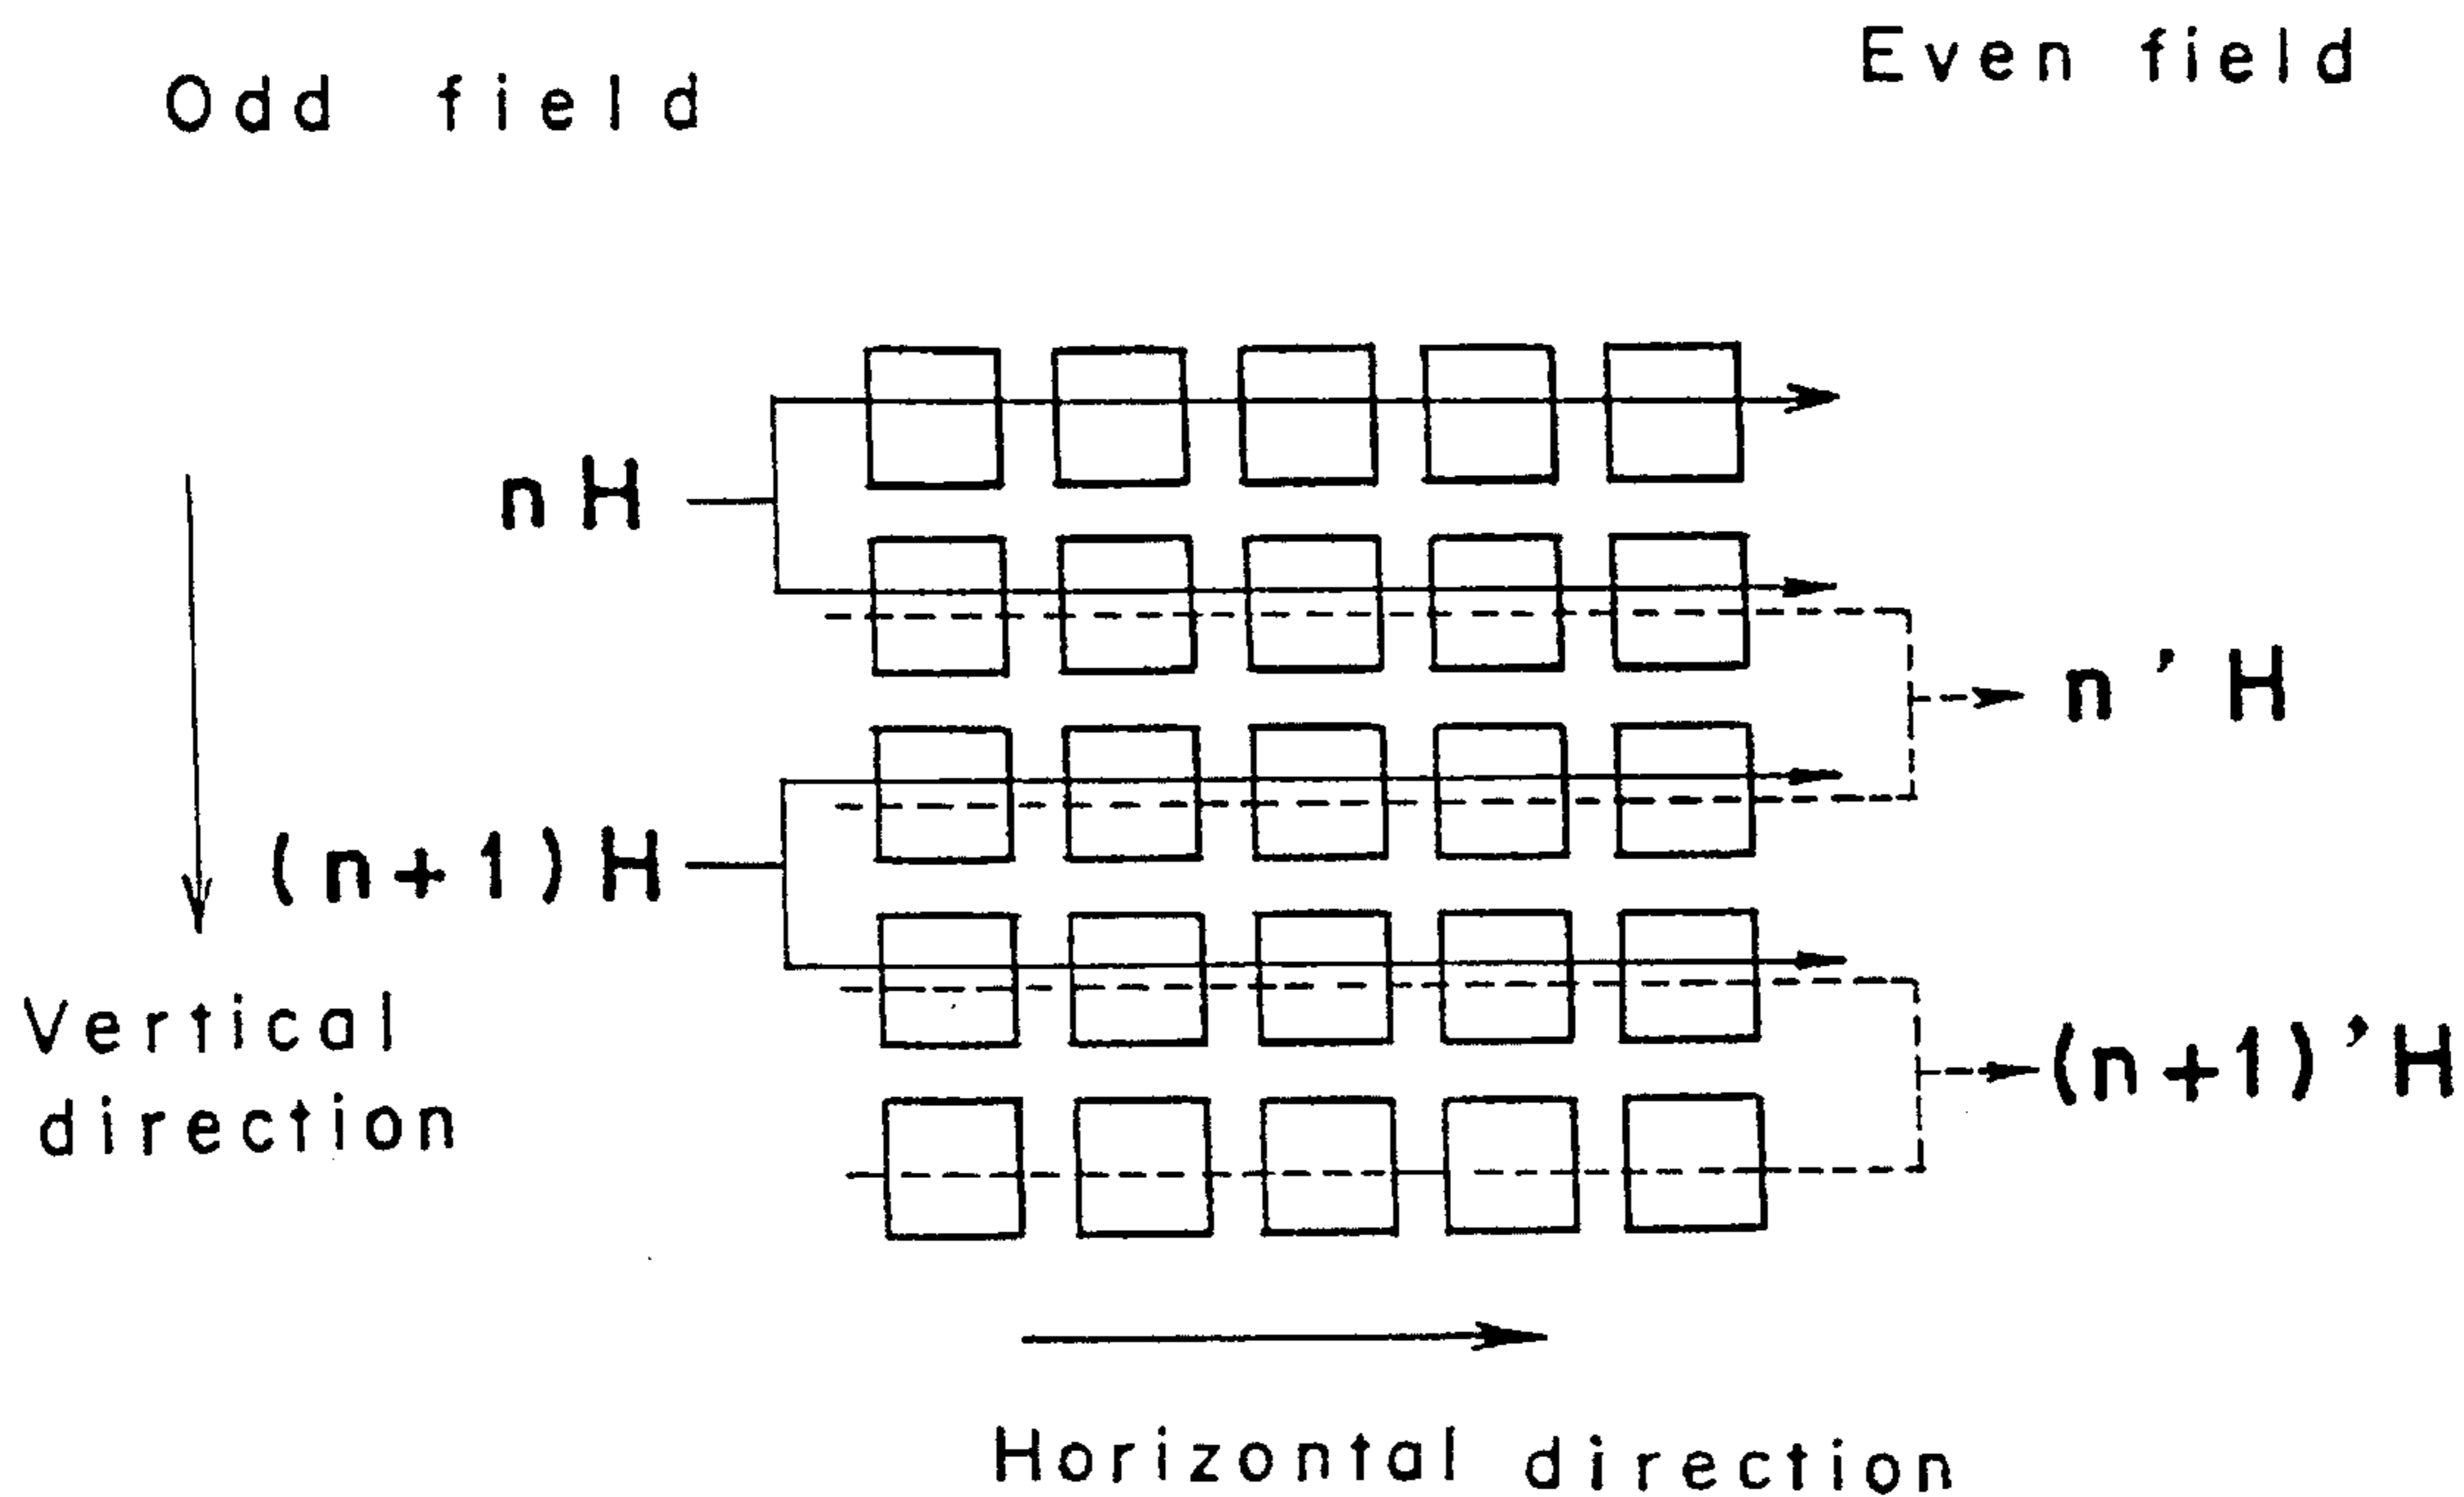 Odd field
Even field
nH
n'H
(n+1)H
(n+1)'H
Vertical
direction
Horizontal direction